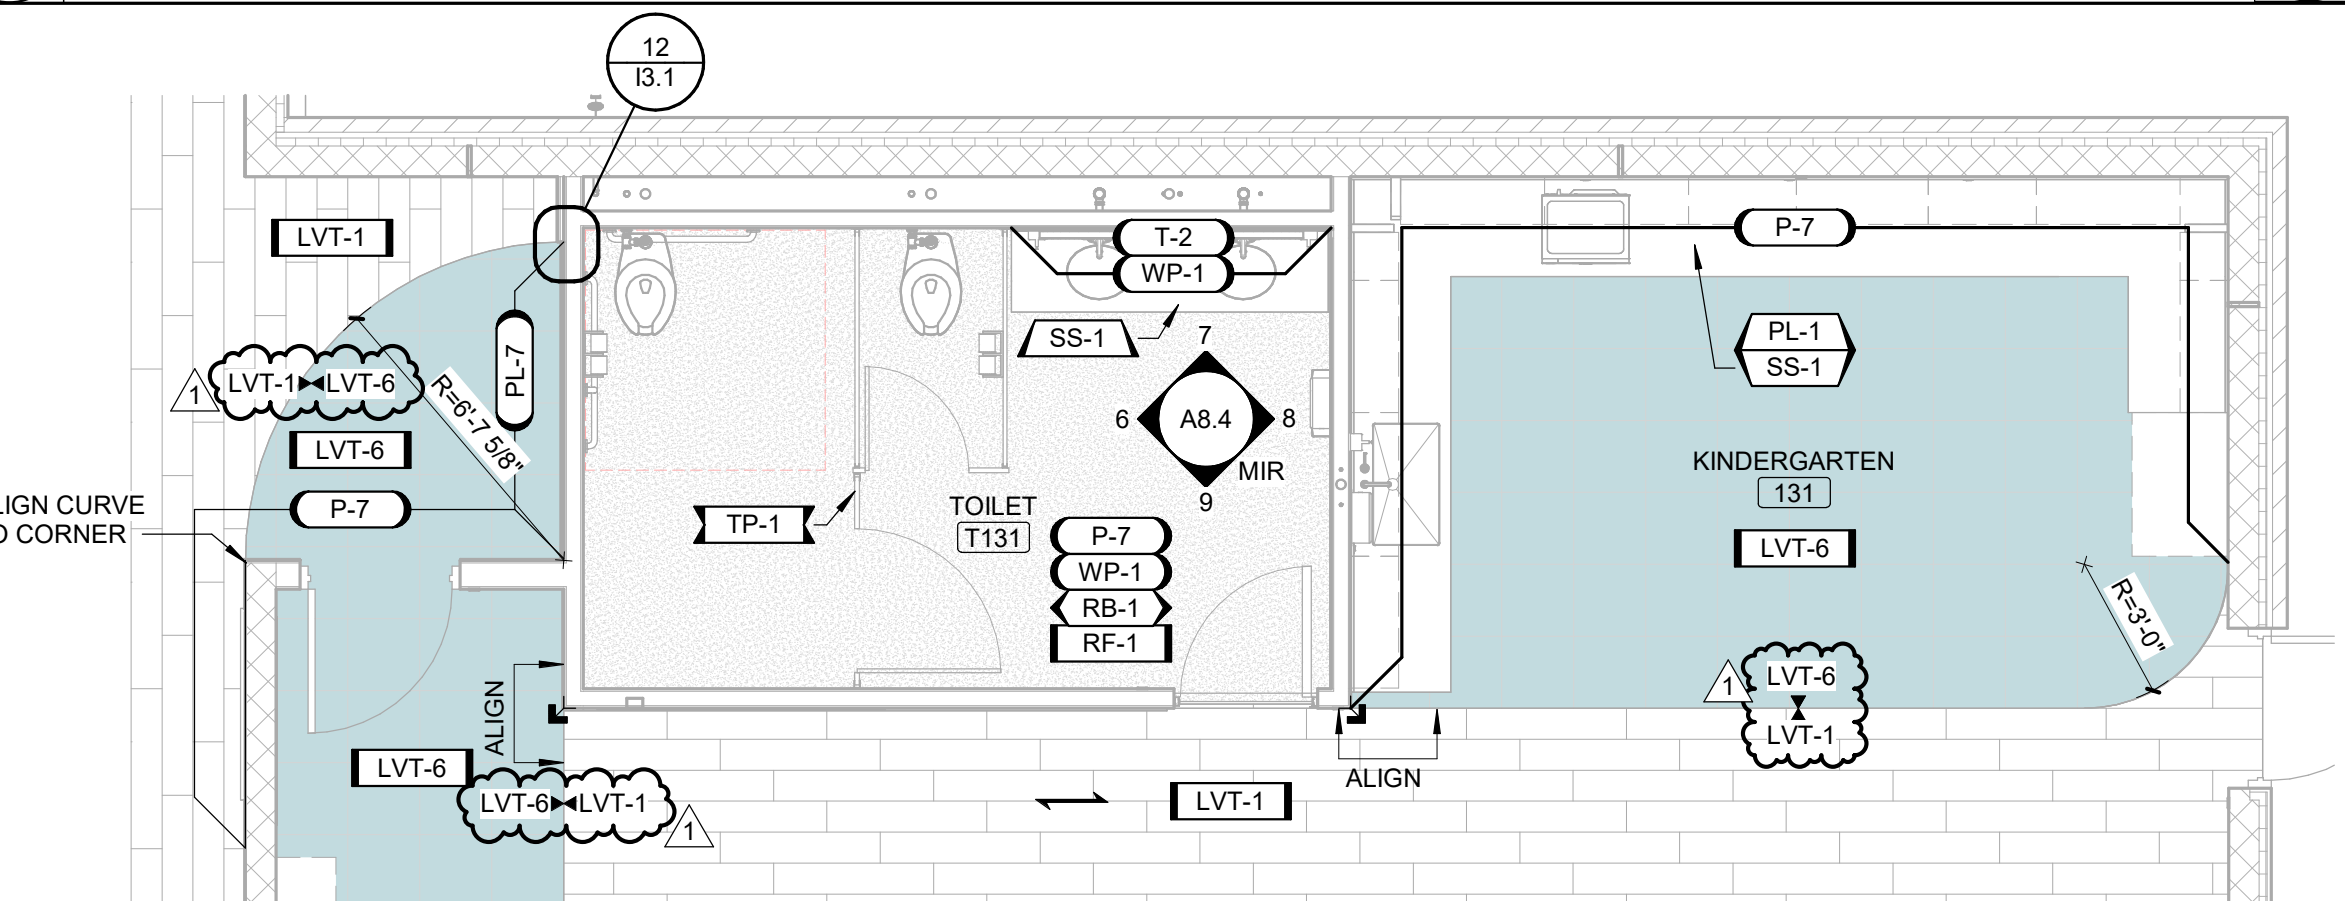 12
I3.1
LVT-1
T-2
WP-1
P-7
SS-1
7
6
A8.4
8
9
MIR
PL-1
SS-1
PL-7
1
LVT-1
LVT-6
R=6'-7 5/8"
LVT-6
P-7
LIGN CURVE
O CORNER
TP-1
TOILET
T131
P-7
WP-1
RB-1
RF-1
KINDERGARTEN
131
LVT-6
R=3'-0"
1
LVT-6
LVT-1
ALIGN
LVT-6
LVT-6
LVT-1
1
LVT-1
ALIGN